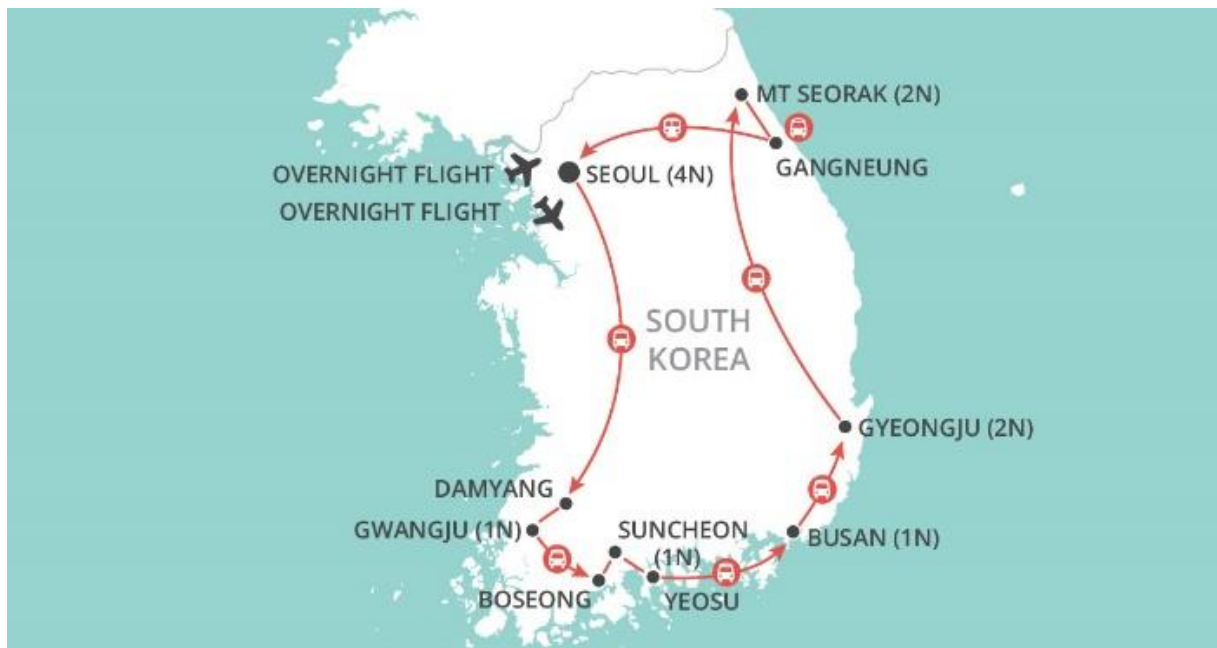 MT SEORAK (2N)
GANGNEUNG
OVERNIGHT FLIGHT
SEOUL (4N)
OVERNIGHT FLIGHT
SOUTH
KOREA
GYEONGJU (2N)
DAMYANG
GWANGJU (1N)
SUNCHEON
(1N)
BUSAN (1N)
BOSEONG
YEOSU